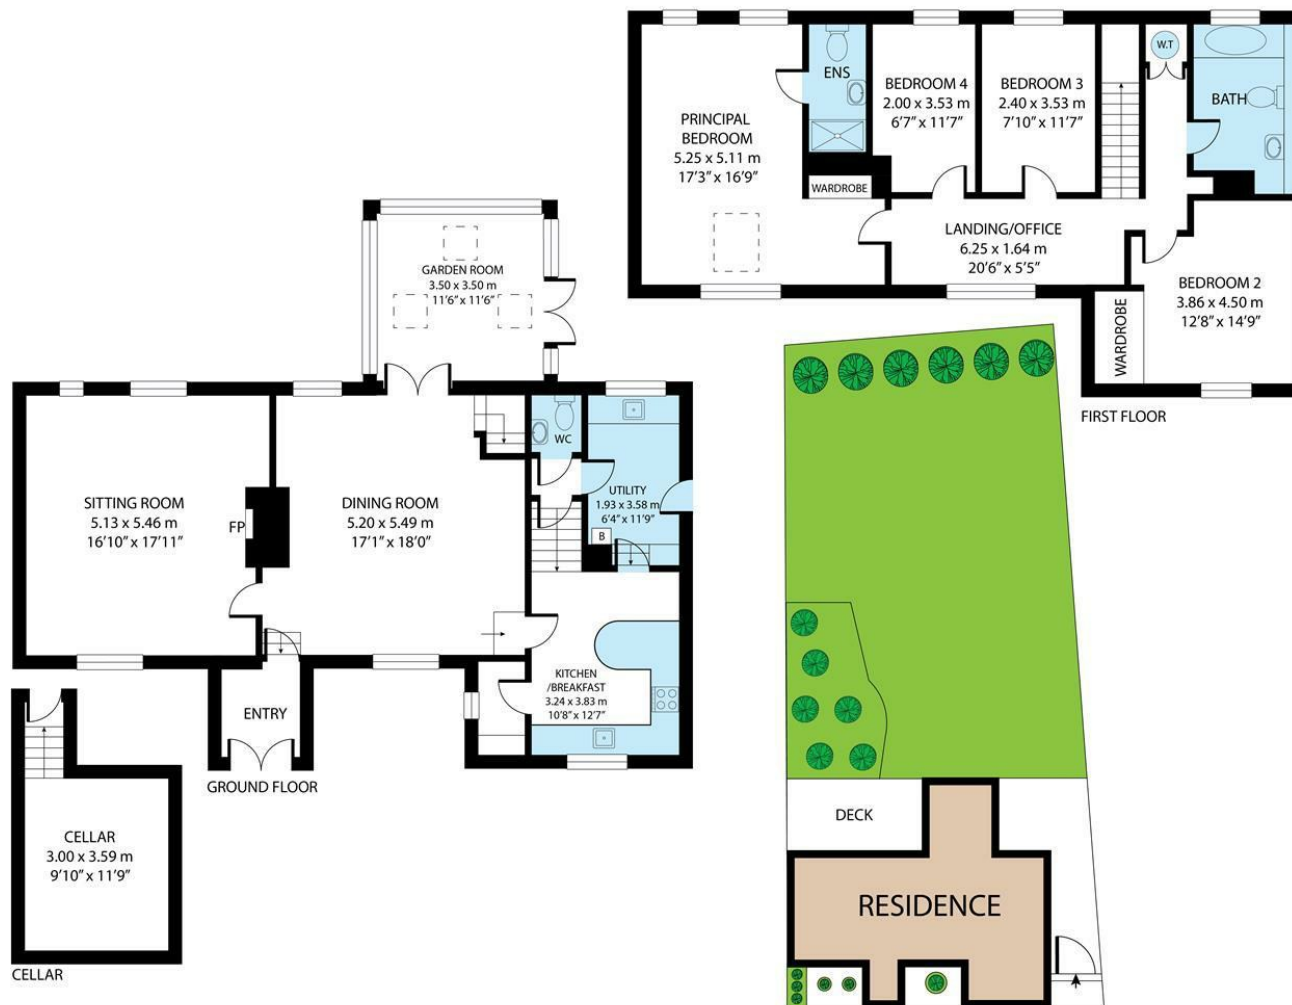 ENS
BEDROOM 4
2.00 x 3.53 m
6'7" x 11'7"
BEDROOM 3
2.40 x 3.53 m
7'10" x 11'7"
W.T
BATH
PRINCIPAL
BEDROOM
5.25 x 5.11 m
17'3" x 16'9"
WARDROBE
LANDING/OFFICE
6.25 x 1.64 m
20'6" x 5'5"
BEDROOM 2
3.86 x 4.50 m
12'8" x 14'9"
WARDROBE
FIRST FLOOR
GARDEN ROOM
3.50 x 3.50 m
11'6" x 11'6"
SITTING ROOM
5.13 x 5.46 m
16'10" x 17'11"
FP
DINING ROOM
5.20 x 5.49 m
17'1" x 18'0"
WC
UTILITY
1.93 x 3.58 m
6'4" x 11'9"
B
KITCHEN
/BREAKFAST
3.24 x 3.83 m
10'8" x 12'7"
ENTRY
GROUND FLOOR
CELLAR
3.00 x 3.59 m
9'10" x 11'9"
CELLAR
DECK
RESIDENCE